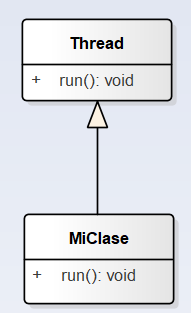 Thread
+ run(): void
MiClase
+ run(): void